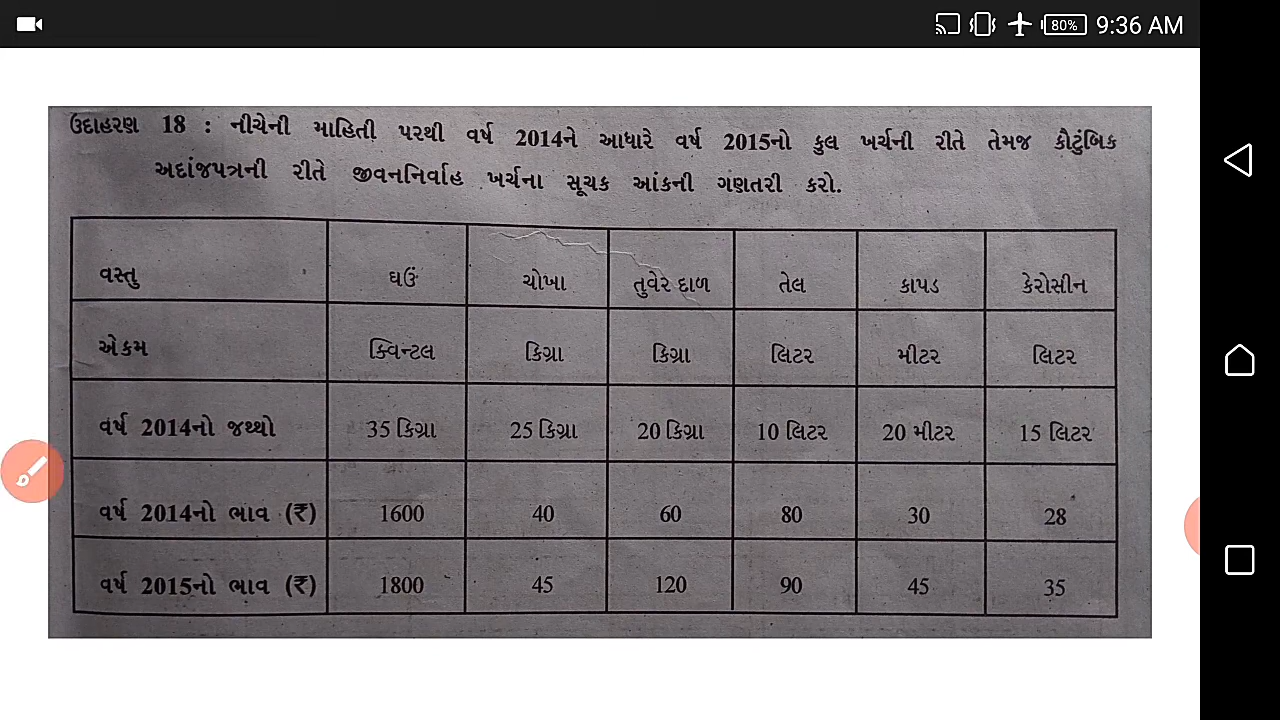 80% 9:36 AM
ઉદાહરણ 18 : નીચેની માહિતી પરથી વર્ષ 2014ને આધારે વર્ષ 2015નો કુલ ખર્ચની રીતે તેમજ કૌટુંબિક
અદાંજપત્રની રીતે જીવનનિર્વાહ ખર્ચના સૂચક આંકની ગણતરી કરો.
વસ્તુ ઘઉં ચોખા તુવેર દાળ તેલ કાપડ કેરોસીન
એકમ ક્વિન્ટલ કિગ્રા કિગ્રા લિટર મીટર લિટર
વર્ષ 2014નો જથ્થો 35 કિગ્રા 25 કિગ્રા 20 કિગ્રા 10 લિટર 20 મીટર 15 લિટર
વર્ષ 2014નો ભાવ (₹) 1600 40 60 80 30 28
વર્ષ 2015નો ભાવ (₹) 1800 45 120 90 45 35